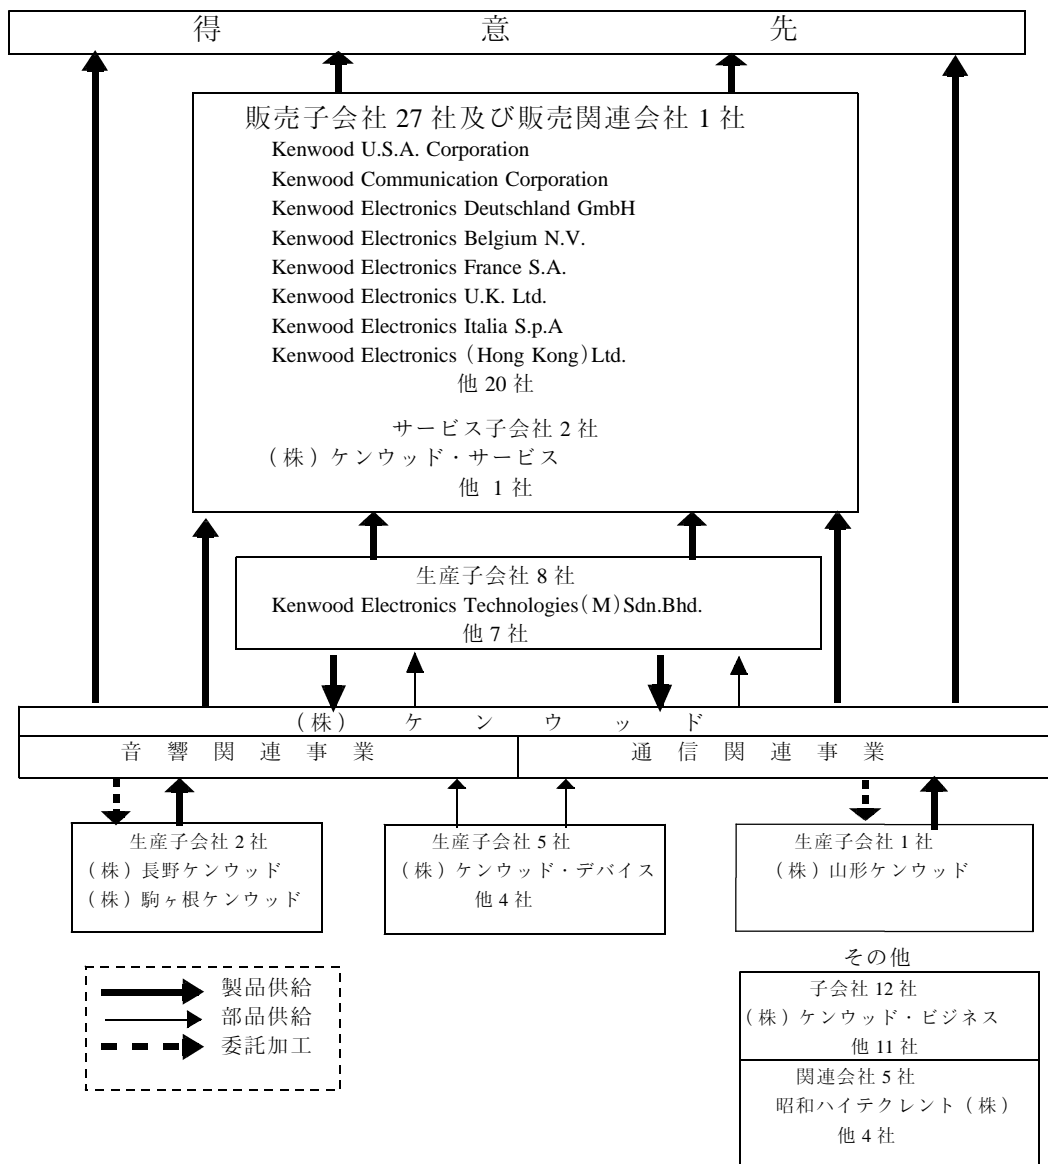 得意先
販売子会社 27 社及び販売関連会社 1 社
Kenwood U.S.A. Corporation
Kenwood Communication Corporation
Kenwood Electronics Deutschland GmbH
Kenwood Electronics Belgium N.V.
Kenwood Electronics France S.A.
Kenwood Electronics U.K. Ltd.
Kenwood Electronics Italia S.p.A
Kenwood Electronics（Hong Kong）Ltd.
他 20 社
サービス子会社 2 社
（株）ケンウッド・サービス
他 1 社
生産子会社 8 社
Kenwood Electronics Technologies（M）Sdn.Bhd.
他 7 社
（株）ケンウッド
音響関連事業
通信関連事業
生産子会社 2 社
（株）長野ケンウッド
（株）駒ヶ根ケンウッド
生産子会社 5 社
（株）ケンウッド・デバイス
他 4 社
生産子会社 1 社
（株）山形ケンウッド
製品供給
部品供給
委託加工
その他
子会社 12 社
（株）ケンウッド・ビジネス
他 11 社
関連会社 5 社
昭和ハイテクレント（株）
他 4 社